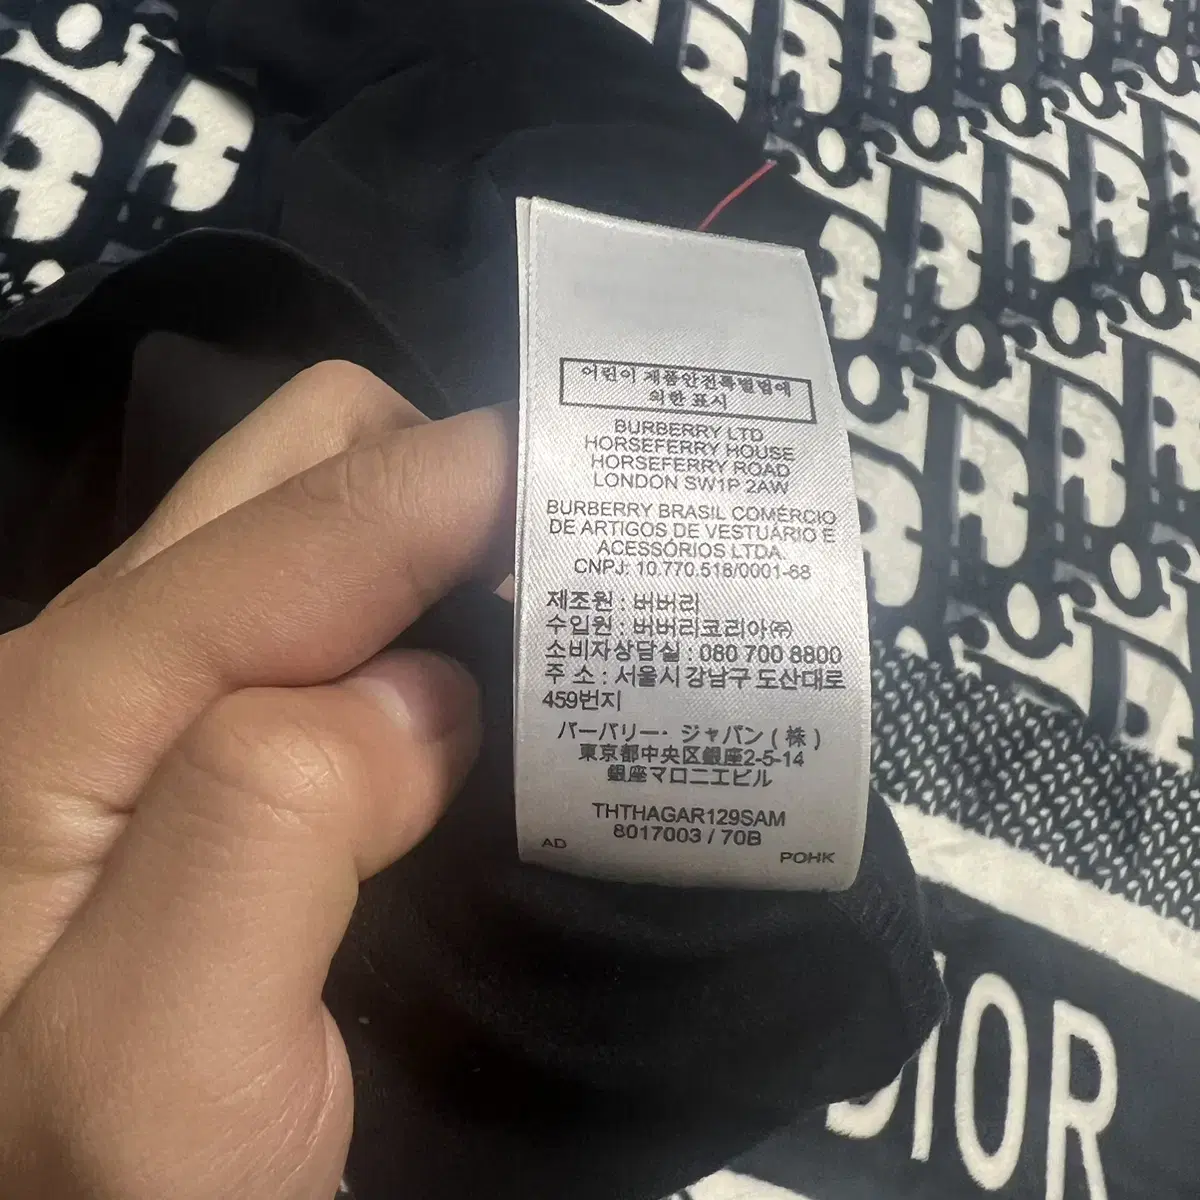 어린이 제품안전특별법에
의한 표시
BURBERRY LTD
HORSEFERRY HOUSE
HORSEFERRY ROAD
LONDON SW1P 2AW
BURBERRY BRASIL COMÉRCIO
DE ARTIGOS DE VESTUÁRIO E
ACESSÓRIOS LTDA.
CNPJ: 10.770.518/0001-68
제조원 : 버버리
수입원 : 버버리코리아㈜
소비자상담실 : 080 700 8800
주 소 : 서울시 강남구 도산대로
459번지
バーバリー・ジャパン ( 株 )
東京都中央区銀座2-5-14
銀座マロニエビル
THTHAGAR129SAM
8017003 / 70B
AD
POHK
DIOR